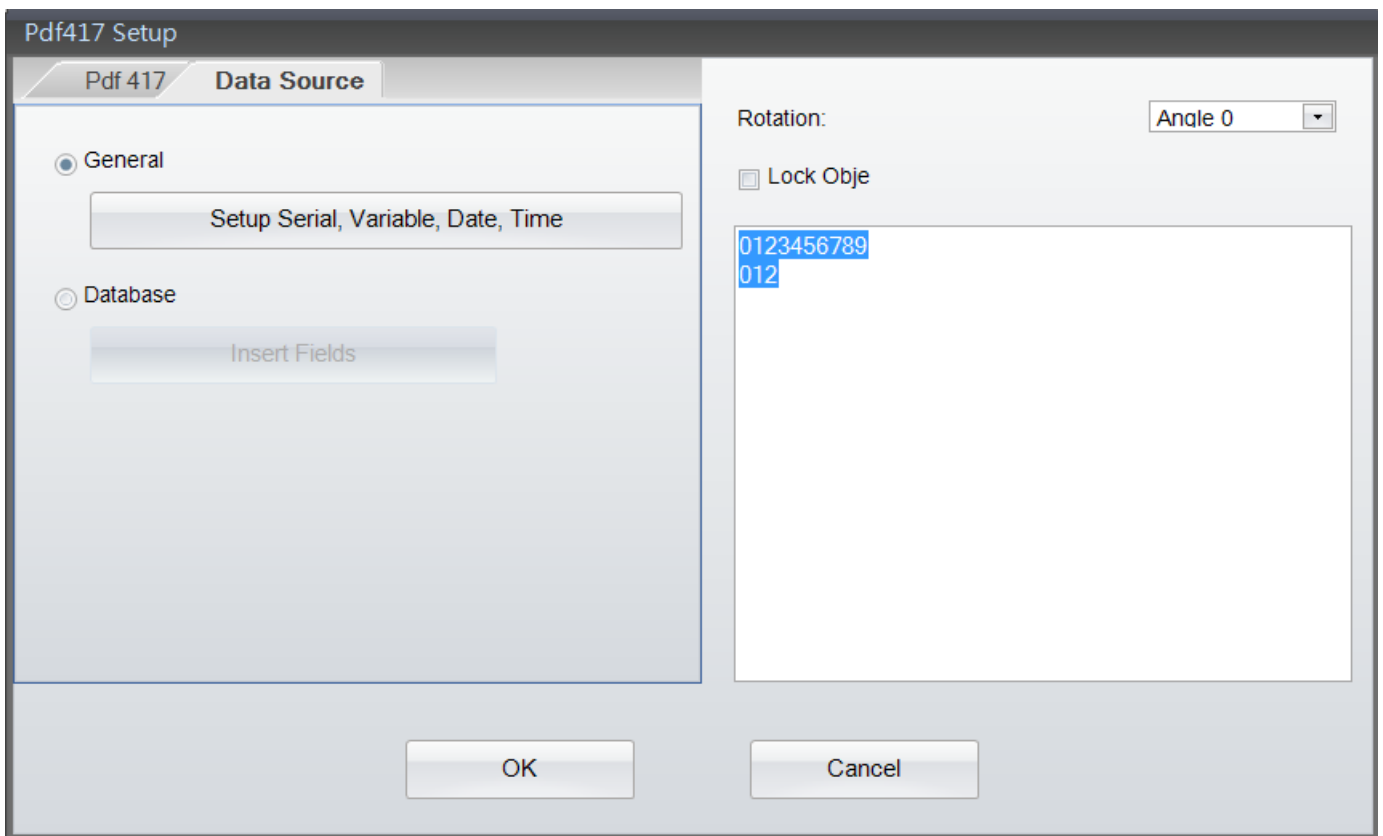 Pdf417 Setup
Pdf 417
Data Source
General
Setup Serial, Variable, Date, Time
Database
Insert Fields
Rotation:
Angle 0
Lock Obje
0123456789
012
OK
Cancel